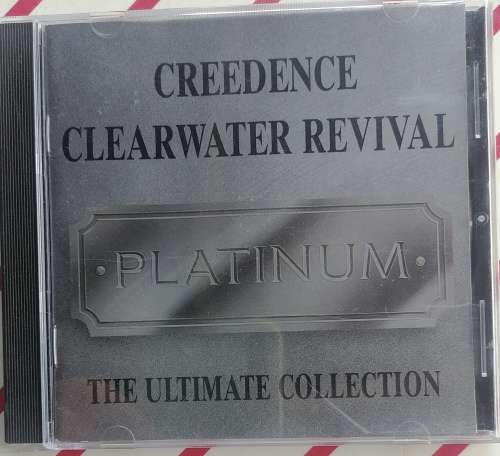 CREEDENCE
CLEARWATER REVIVAL
· PLATINUM ·
THE ULTIMATE COLLECTION